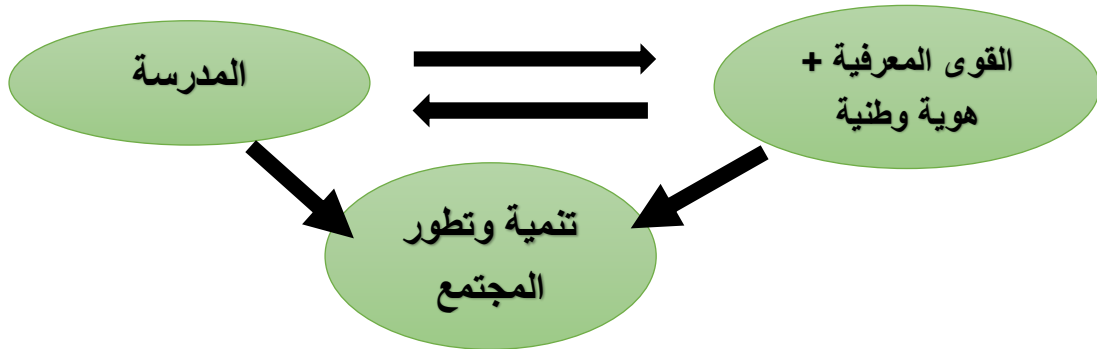 القوى المعرفية +
هوية وطنية
المدرسة
تنمية وتطور
المجتمع